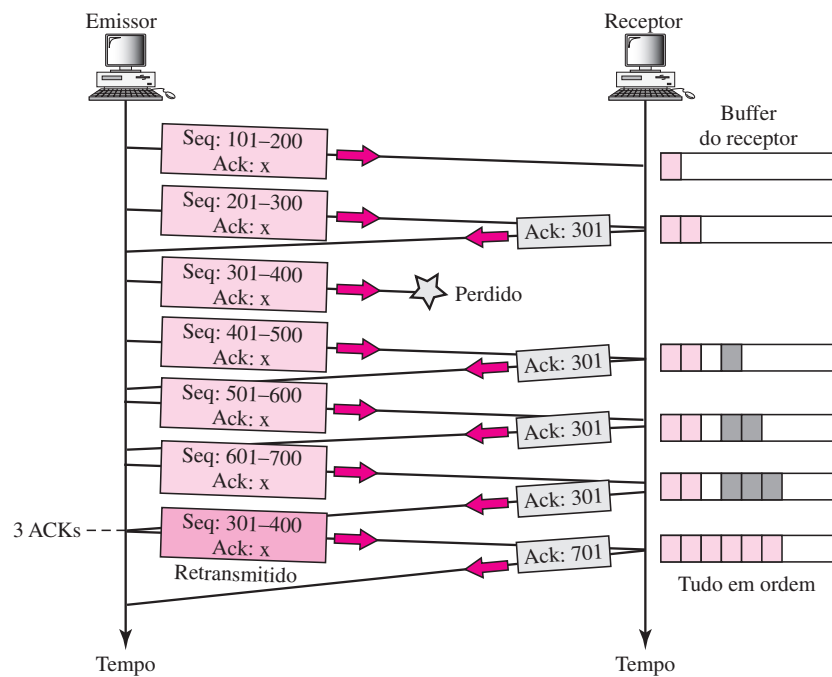 Emissor
Receptor
Buffer
do receptor
Seq: 101–200
Ack: x
Seq: 201–300
Ack: x
Ack: 301
Seq: 301–400
Ack: x
Perdido
Seq: 401–500
Ack: x
Ack: 301
Seq: 501–600
Ack: x
Ack: 301
Seq: 601–700
Ack: x
Ack: 301
3 ACKs
Seq: 301–400
Ack: x
Retransmitido
Ack: 701
Tudo em ordem
Tempo
Tempo